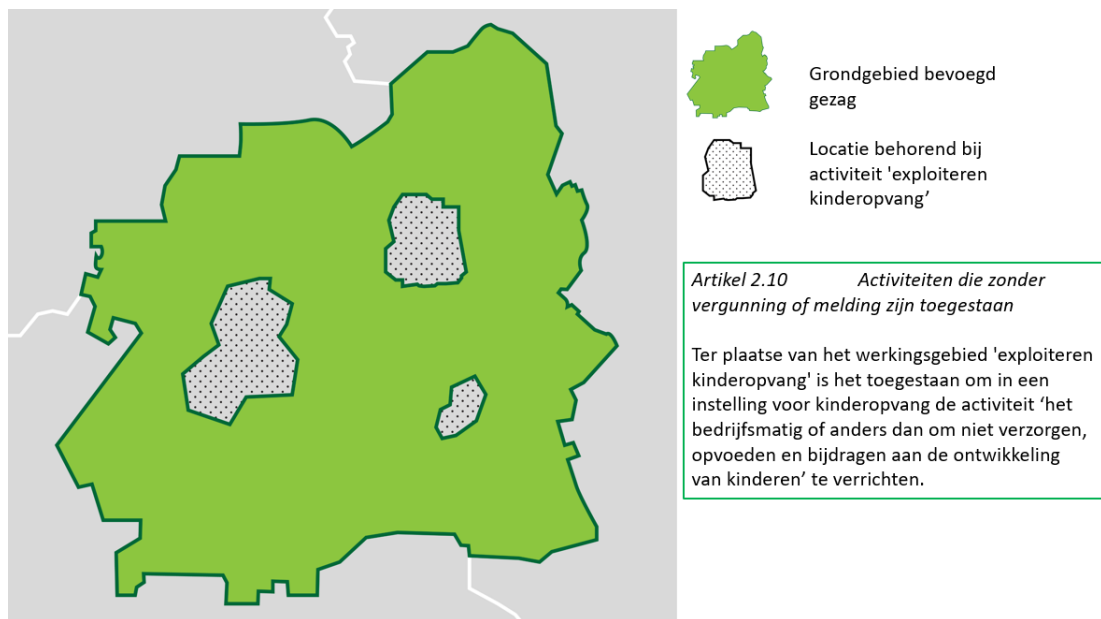 Grondgebied bevoegd
gezag
Locatie behorend bij
activiteit 'exploiteren
kinderopvang’
Artikel 2.10 Activiteiten die zonder
vergunning of melding zijn toegestaan
Ter plaatse van het werkingsgebied 'exploiteren
kinderopvang' is het toegestaan om in een
instelling voor kinderopvang de activiteit ‘het
bedrijfsmatig of anders dan om niet verzorgen,
opvoeden en bijdragen aan de ontwikkeling
van kinderen’ te verrichten.